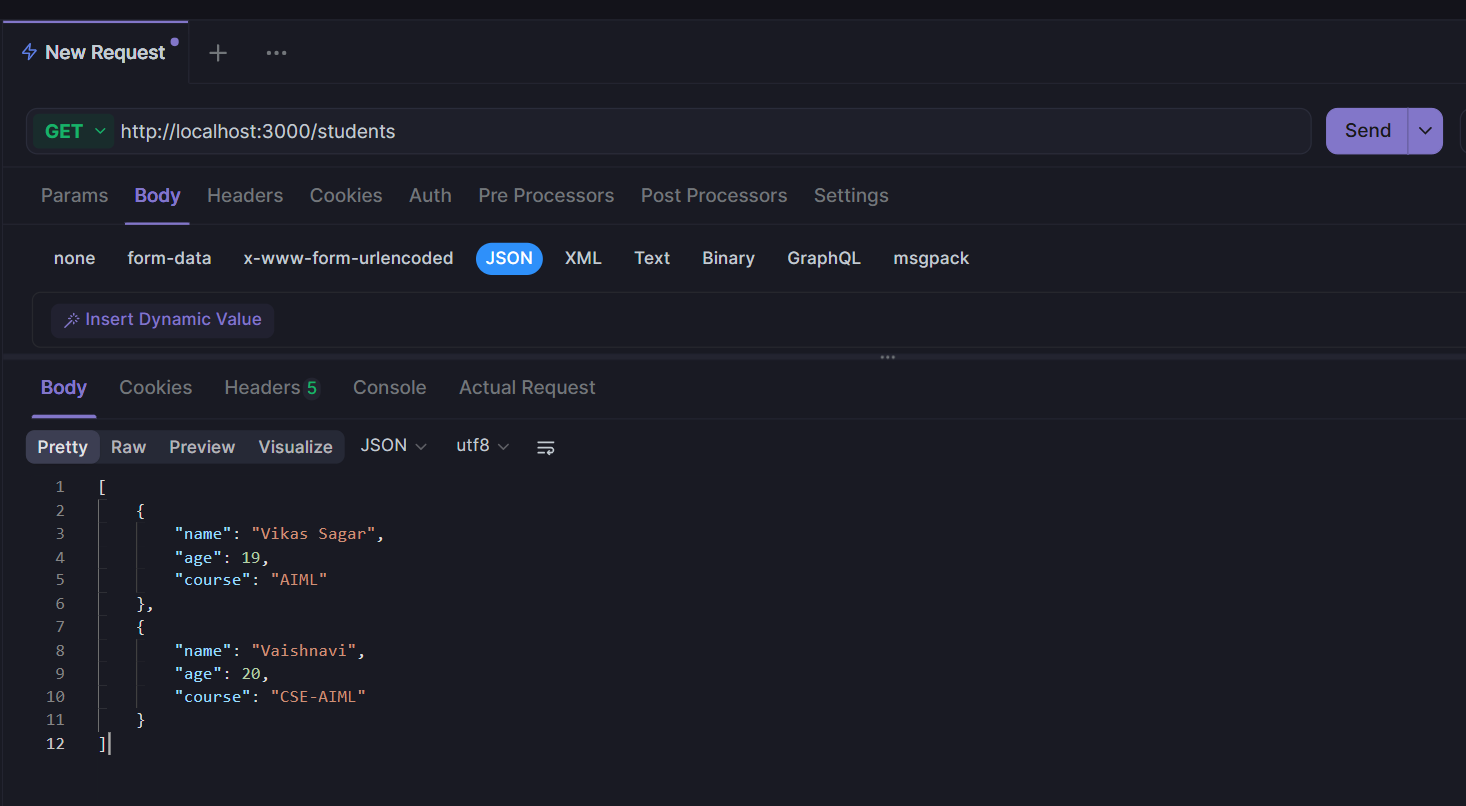 New Request
GET http://localhost:3000/students Send
Params Body Headers Cookies Auth Pre Processors Post Processors Settings
none form-data x-www-form-urlencoded JSON XML Text Binary GraphQL msgpack
Insert Dynamic Value
Body Cookies Headers 5 Console Actual Request
Pretty Raw Preview Visualize JSON utf8
1 [
2 {
3 "name": "Vikas Sagar",
4 "age": 19,
5 "course": "AIML"
6 },
7 {
8 "name": "Vaishnavi",
9 "age": 20,
10 "course": "CSE-AIML"
11 }
12 ]